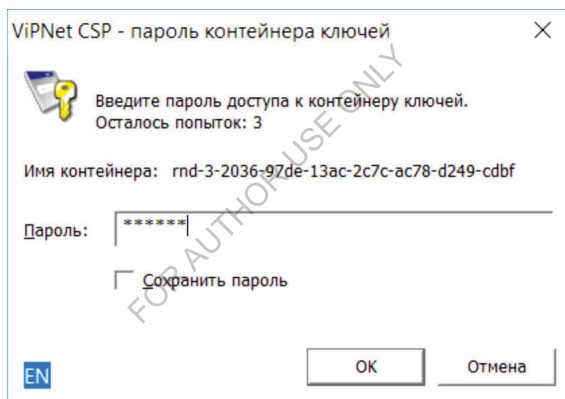 ViPNet CSP - пароль контейнера ключей
Введите пароль доступа к контейнеру ключей.
Осталось попыток: 3
Имя контейнера: rnd-3-2036-97de-13ac-2c7c-ac78-d249-cdbf
Пароль: ******
Сохранить пароль
EN
OK Отмена
FOR AUTHOR USE ONLY